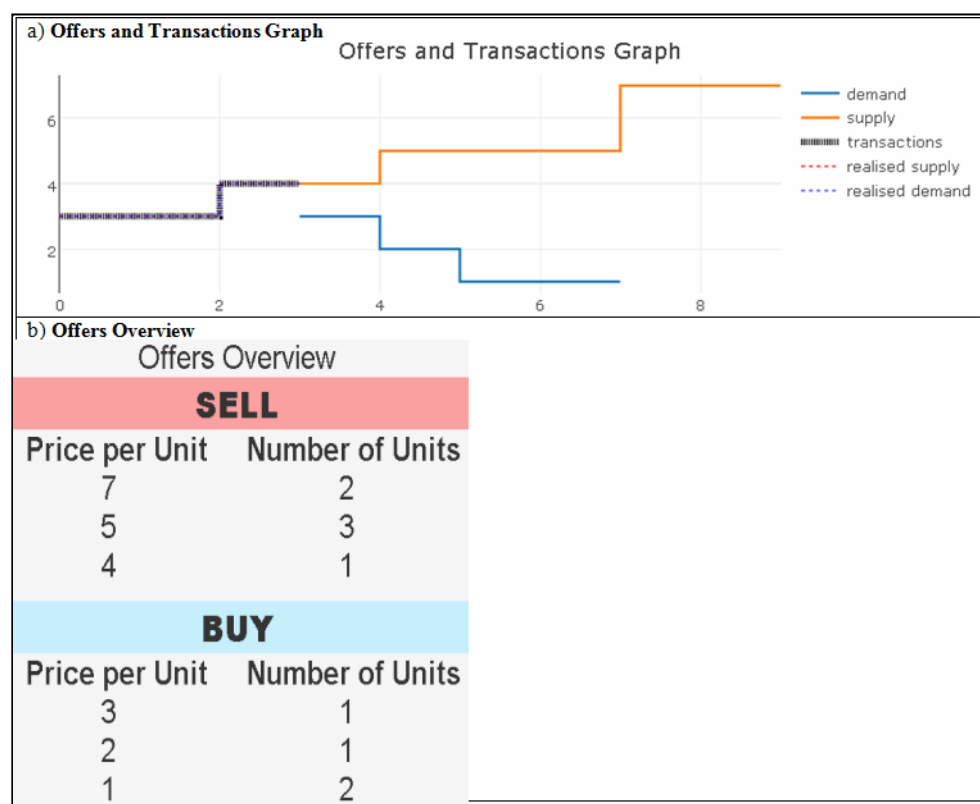 a) Offers and Transactions Graph
Offers and Transactions Graph
6
4
2
0 2 4 6 8
demand
supply
transactions
realised supply
realised demand
b) Offers Overview
Offers Overview
SELL
Price per Unit Number of Units
7 2
5 3
4 1
BUY
Price per Unit Number of Units
3 1
2 1
1 2